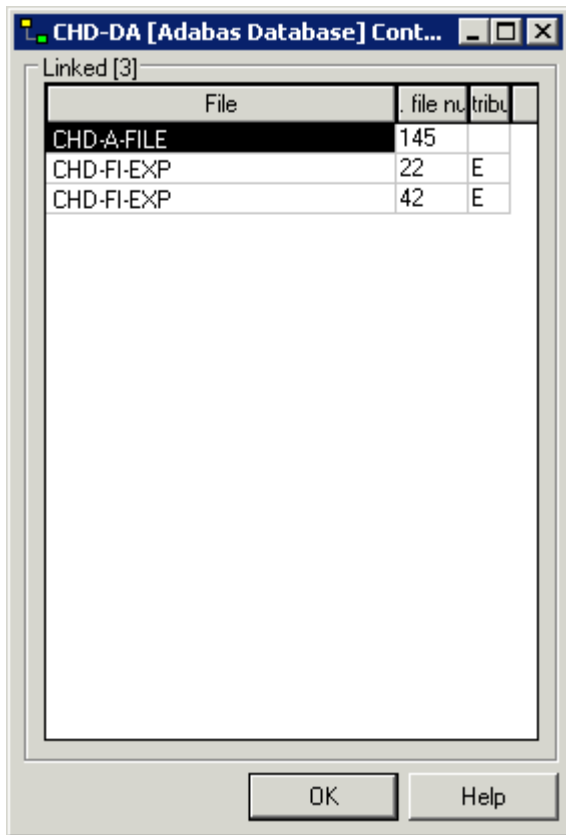 CHD-DA [Adabas Database] Cont...
Linked [3]
File . file nu tribu
CHD-A-FILE 145
CHD-FI-EXP 22 E
CHD-FI-EXP 42 E
OK Help